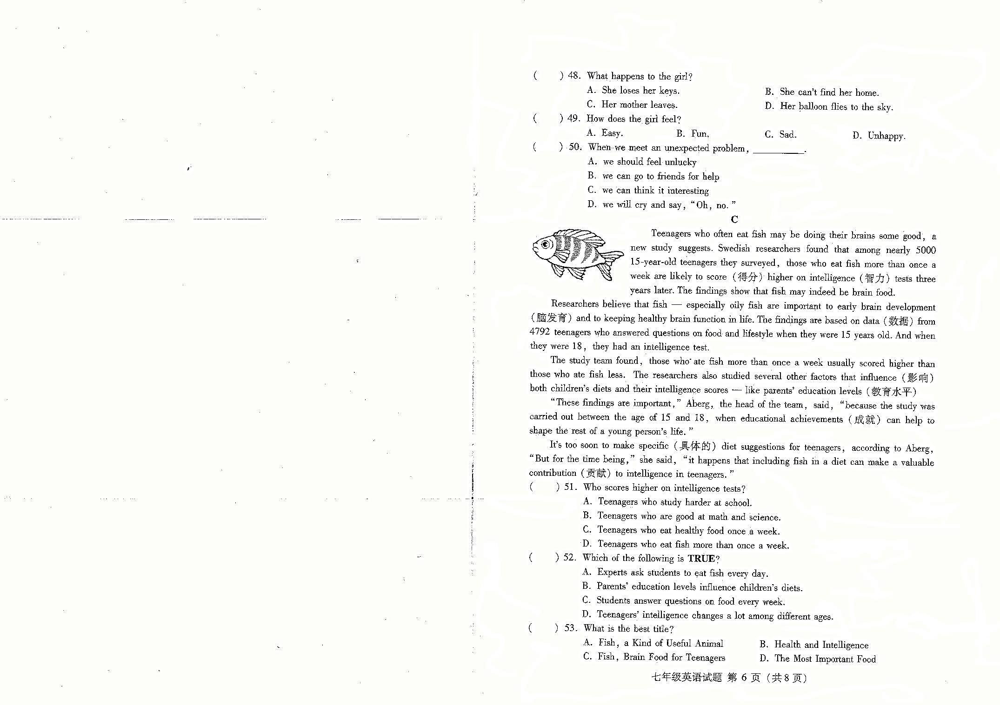 (    ) 48. What happens to the girl?
A. She loses her keys.    B. She can't find her home.
C. Her mother leaves.    D. Her balloon flies to the sky.
(    ) 49. How does the girl feel?
A. Easy.    B. Fun.    C. Sad.    D. Unhappy.
(    ) 50. When we meet an unexpected problem, __________.
A. we should feel unlucky
B. we can go to friends for help
C. we can think it interesting
D. we will cry and say, “Oh, no.”
C
Teenagers who often eat fish may be doing their brains some good, a
new study suggests. Swedish researchers found that among nearly 5000
15-year-old teenagers they surveyed, those who eat fish more than once a
week are likely to score (得分) higher on intelligence (智力) tests three
years later. The findings show that fish may indeed be brain food.
Researchers believe that fish — especially oily fish are important to early brain development
(脑发育) and to keeping healthy brain function in life. The findings are based on data (数据) from
4792 teenagers who answered questions on food and lifestyle when they were 15 years old. And when
they were 18, they had an intelligence test.
The study team found, those who ate fish more than once a week usually scored higher than
those who ate fish less. The researchers also studied several other factors that influence (影响)
both children's diets and their intelligence scores — like parents' education levels (教育水平)
“These findings are important,” Aberg, the head of the team, said, “because the study was
carried out between the age of 15 and 18, when educational achievements (成就) can help to
shape the rest of a young person's life.”
It's too soon to make specific (具体的) diet suggestions for teenagers, according to Aberg,
“But for the time being,” she said, “it happens that including fish in a diet can make a valuable
contribution (贡献) to intelligence in teenagers.”
(    ) 51. Who scores higher on intelligence tests?
A. Teenagers who study harder at school.
B. Teenagers who are good at math and science.
C. Teenagers who eat healthy food once a week.
D. Teenagers who eat fish more than once a week.
(    ) 52. Which of the following is TRUE?
A. Experts ask students to eat fish every day.
B. Parents' education levels influence children's diets.
C. Students answer questions on food every week.
D. Teenagers' intelligence changes a lot among different ages.
(    ) 53. What is the best title?
A. Fish, a Kind of Useful Animal    B. Health and Intelligence
C. Fish, Brain Food for Teenagers    D. The Most Important Food
七年级英语试题 第 6 页 (共8页)